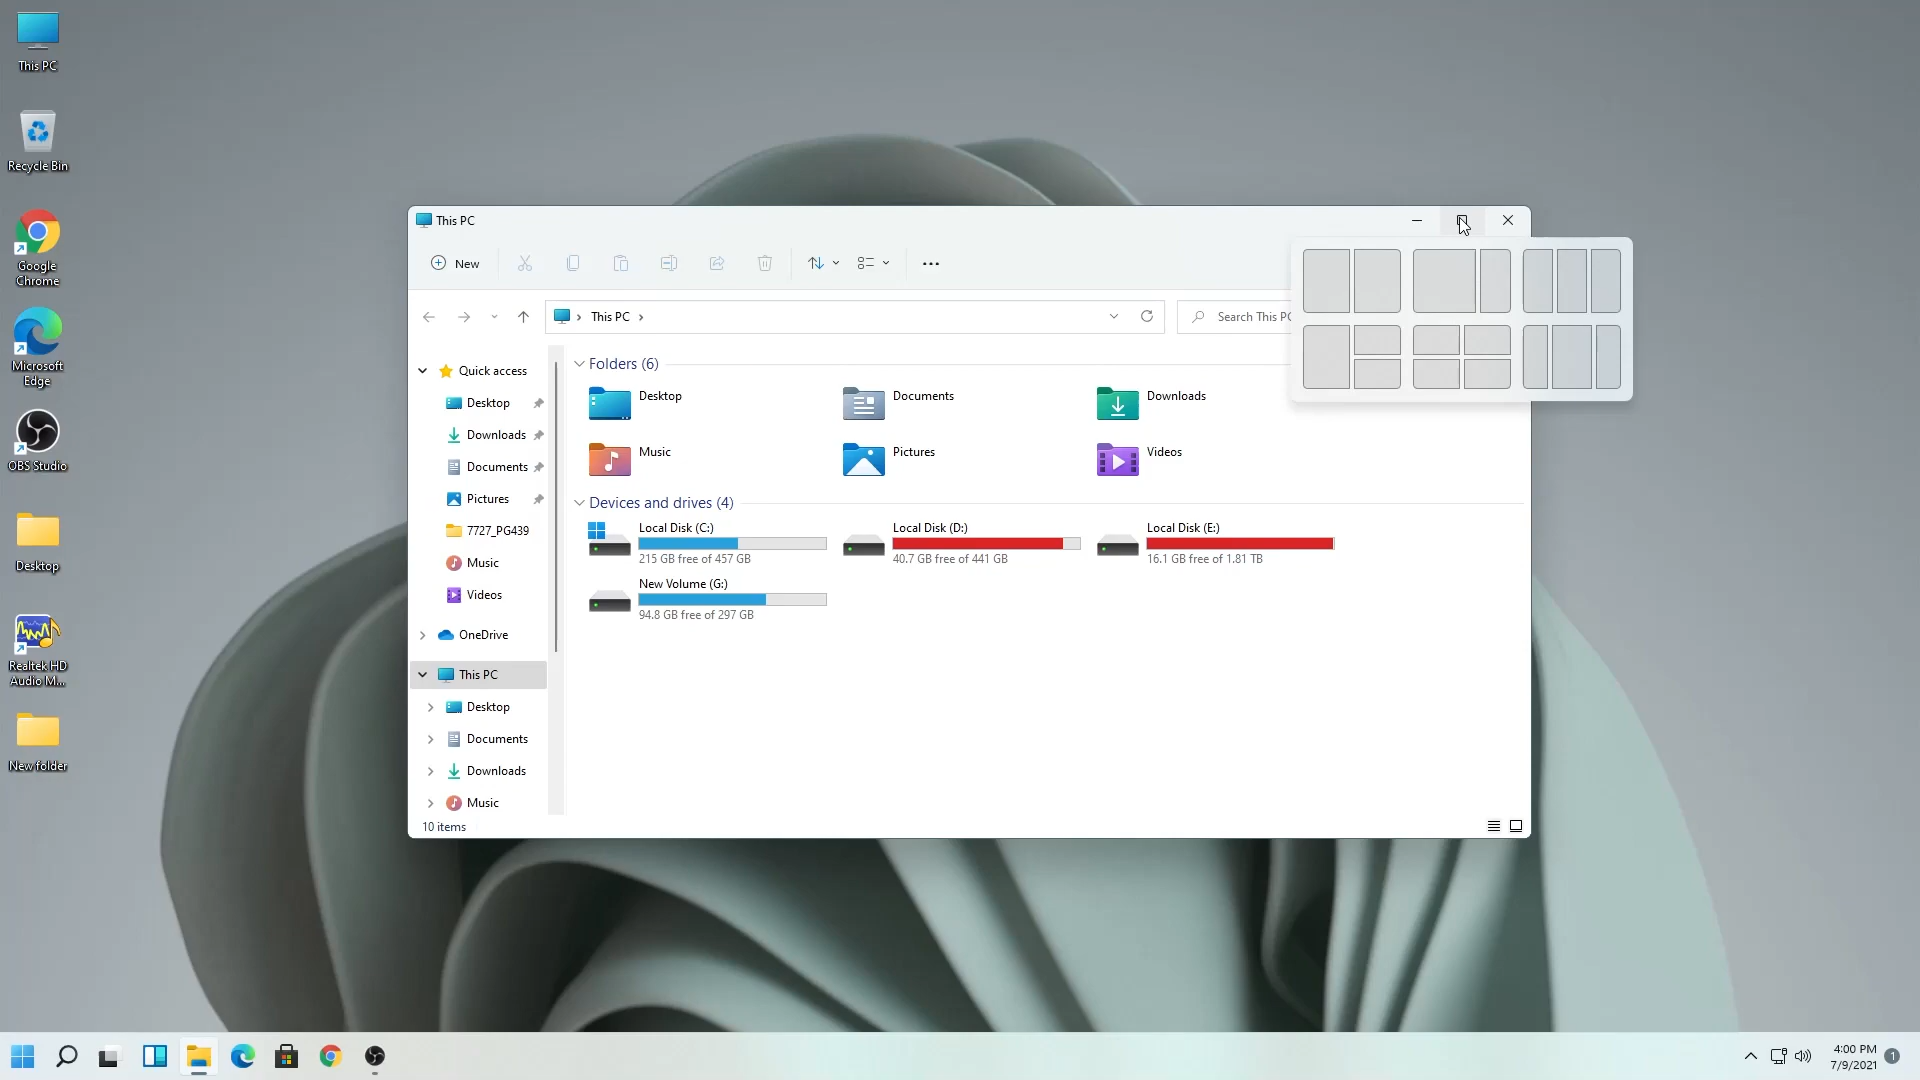 This PC
Recycle Bin
Google
Chrome
Microsoft
Edge
OBS Studio
Desktop
Realtek HD
Audio M...
New folder
This PC
New
This PC
Search This PC
Quick access
Desktop
Downloads
Documents
Pictures
7727_PG439
Music
Videos
OneDrive
This PC
Desktop
Documents
Downloads
Music
Folders (6)
Desktop
Documents
Downloads
Music
Pictures
Videos
Devices and drives (4)
Local Disk (C:)
215 GB free of 457 GB
Local Disk (D:)
40.7 GB free of 441 GB
Local Disk (E:)
16.1 GB free of 1.81 TB
New Volume (G:)
94.8 GB free of 297 GB
10 items
4:00 PM
7/9/2021
1